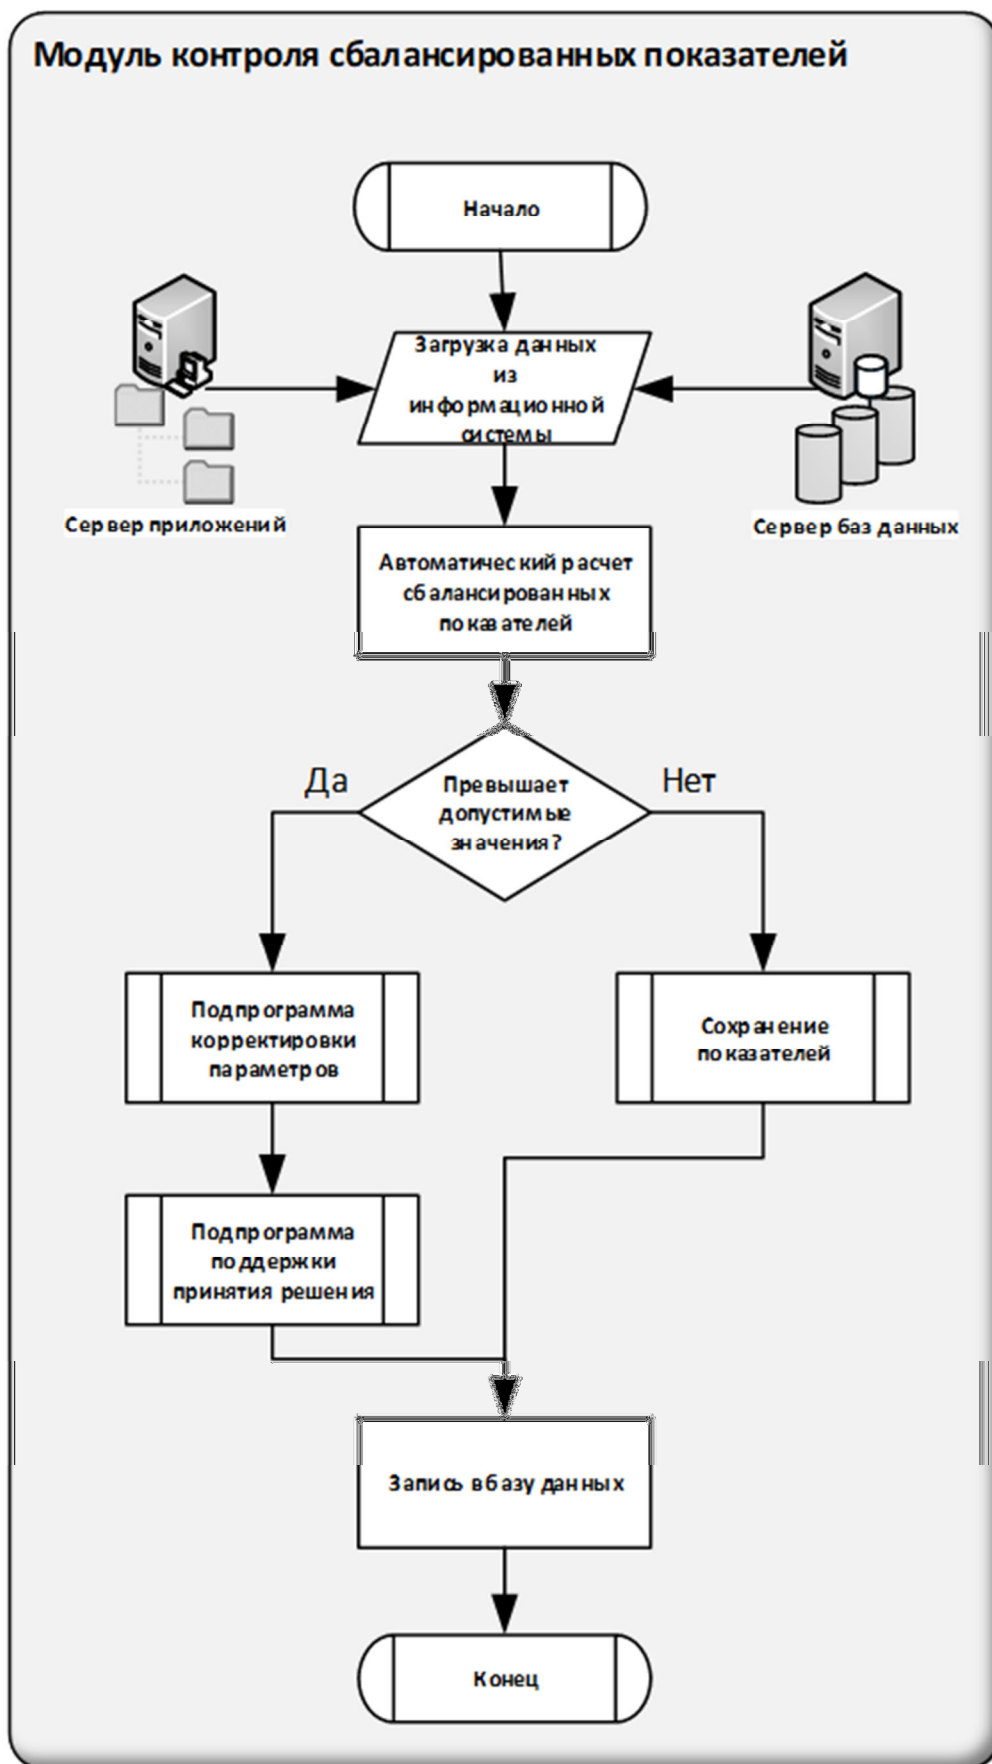 Модуль контроля сбалансированных показателей
Начало
Загрузка данных
из
информационной
системы
Сервер приложений
Сервер баз данных
Автоматический расчет
сбалансированных
показателей
Да
Превышает
допустимые
значения?
Нет
Подпрограмма
корректировки
параметров
Сохранение
показателей
Подпрограмма
поддержки
принятия решения
Запись в базу данных
Конец